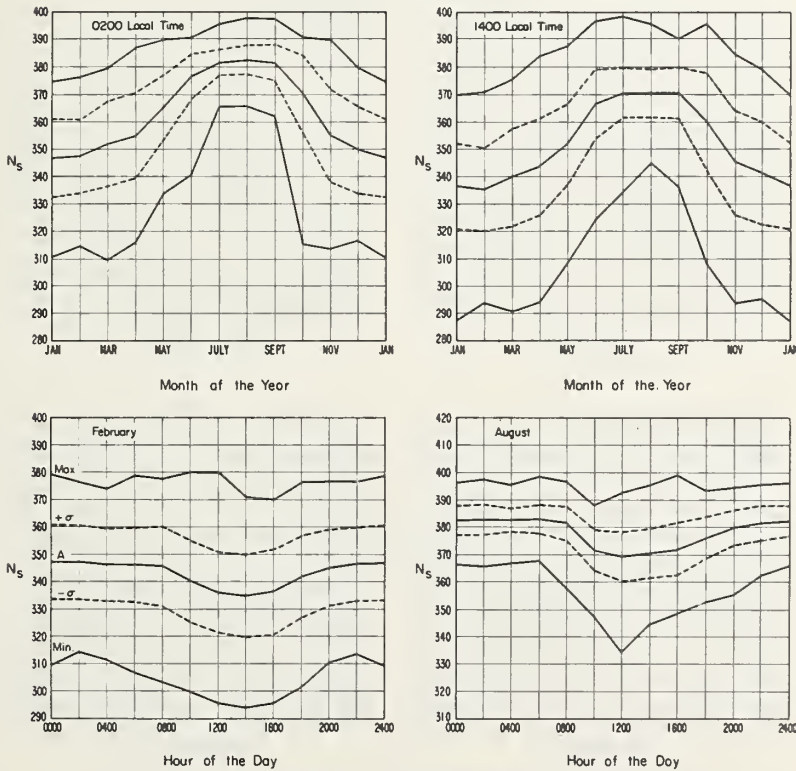 0200 Local Time
400
390
380
370
360
350
340
330
320
310
300
290
280
Ns
JAN MAR MAY JULY SEPT NOV JAN
Month af the Year
1400 Local Time
400
390
380
370
360
350
340
330
320
310
300
290
280
Ns
JAN MAR MAY JULY SEPT NOV JAN
Month of the. Year
February
400
390
380
370
360
350
340
330
320
310
300
290
Ns
Max
+σ
A
-σ
Min.
0000 0400 0800 1200 1600 2000 2400
Hour of the Day
August
420
410
400
390
380
370
360
350
340
330
320
310
Ns
0000 0400 0800 1200 1600 2000 2400
Hour of the Doy